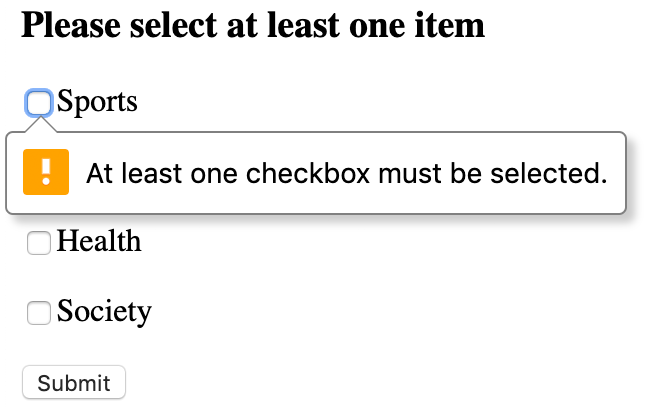 Please select at least one item
Sports
At least one checkbox must be selected.
Health
Society
Submit